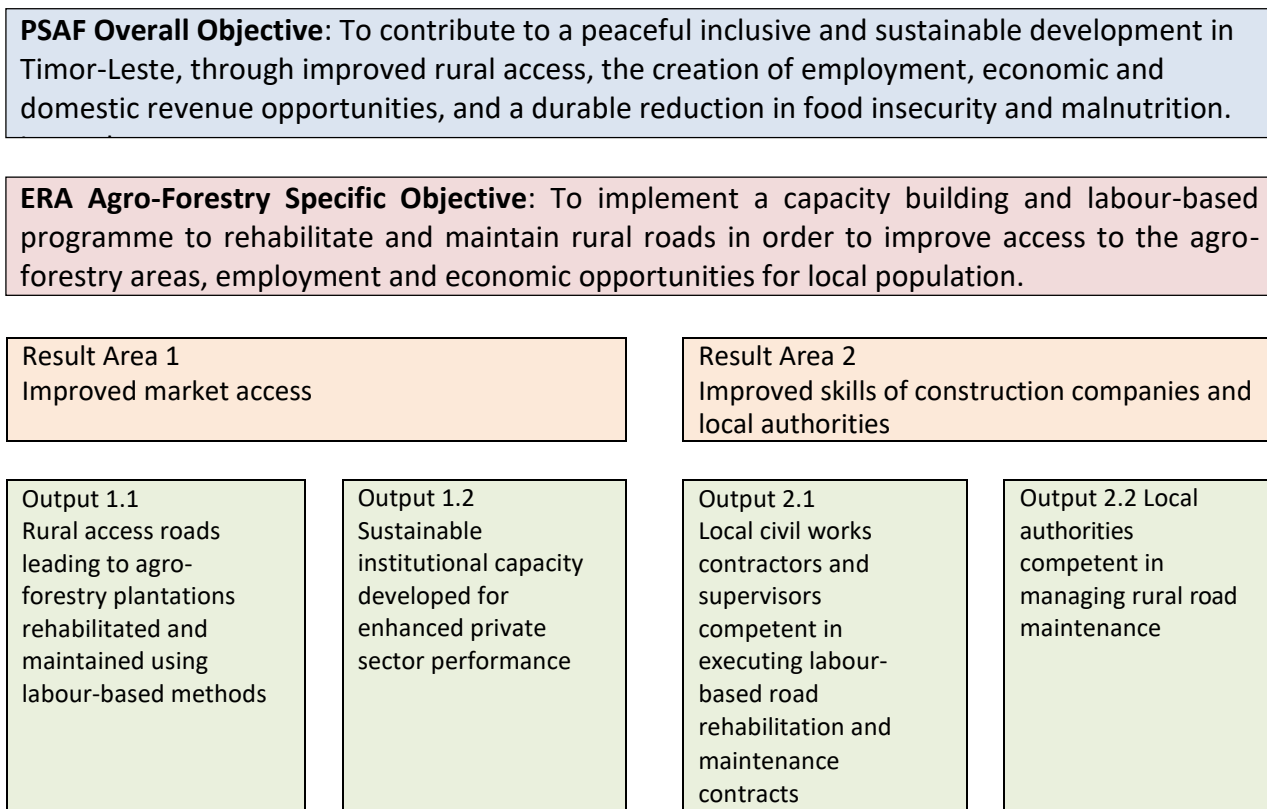 PSAF Overall Objective: To contribute to a peaceful inclusive and sustainable development in
Timor-Leste, through improved rural access, the creation of employment, economic and
domestic revenue opportunities, and a durable reduction in food insecurity and malnutrition.
ERA Agro-Forestry Specific Objective: To implement a capacity building and labour-based
programme to rehabilitate and maintain rural roads in order to improve access to the agro-
forestry areas, employment and economic opportunities for local population.
Result Area 1
Improved market access
Result Area 2
Improved skills of construction companies and
local authorities
Output 1.1
Rural access roads
leading to agro-
forestry plantations
rehabilitated and
maintained using
labour-based methods
Output 1.2
Sustainable
institutional capacity
developed for
enhanced private
sector performance
Output 2.1
Local civil works
contractors and
supervisors
competent in
executing labour-
based road
rehabilitation and
maintenance
contracts
Output 2.2 Local
authorities
competent in
managing rural road
maintenance